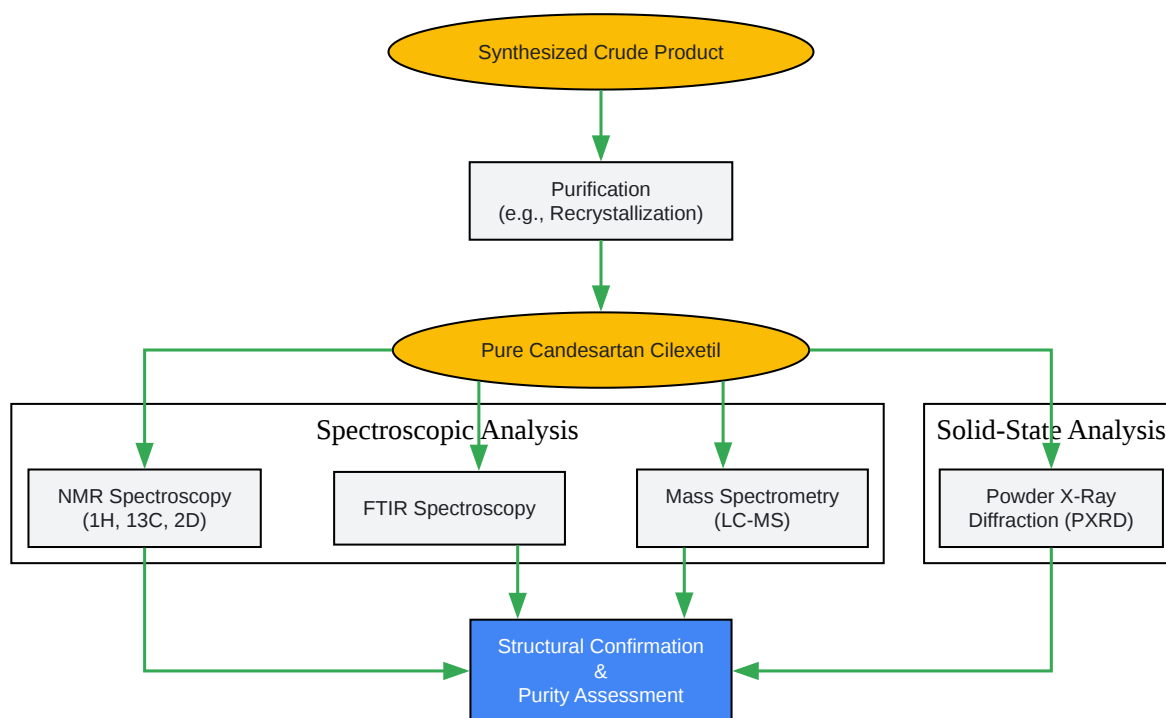 Synthesized Crude Product
Purification
(e.g., Recrystallization)
Pure Candesartan Cilexetil
Spectroscopic Analysis
Solid-State Analysis
NMR Spectroscopy
(1H, 13C, 2D)
FTIR Spectroscopy
Mass Spectrometry
(LC-MS)
Powder X-Ray
Diffraction (PXRD)
Structural Confirmation
&
Purity Assessment